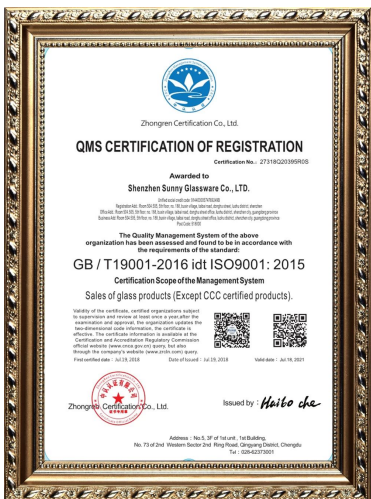 Zhongren Certification Co., Ltd.
QMS CERTIFICATION OF REGISTRATION
Certification No.: 27318Q20395R0S
Awarded to
Shenzhen Sunny Glassware Co., LTD.
The Quality Management System of the above
organization has been assessed and found to be in accordance with
the requirements of the standard:
GB / T19001-2016 idt ISO9001: 2015
Certification Scope of the Management System
Sales of glass products (Except CCC certified products).
Validity of the certificate, certified organizations subject
to supervision and review at least once a year, after the
examination and approval, the organization updates the
two-dimensional code information, the certificate is
effective. The certificate information is available at the
Certification and Accreditation Regulatory Commission
official website (www.cnca.gov.cn) query, but also
through the company's website (www.zrdn.com) query.
First certified date : Jul.19, 2018 Date of Issued : Jul.19, 2018 Valid date : Jul 18, 2021
Zhongren Certification Co., Ltd.
Issued by : Haibo che
Address : No.5, 3F of 1st unit , 1st Building,
No. 73 of 2nd Western Sector 2nd Ring Road, Qingyang District, Chengdu
Tel : 028-62373001